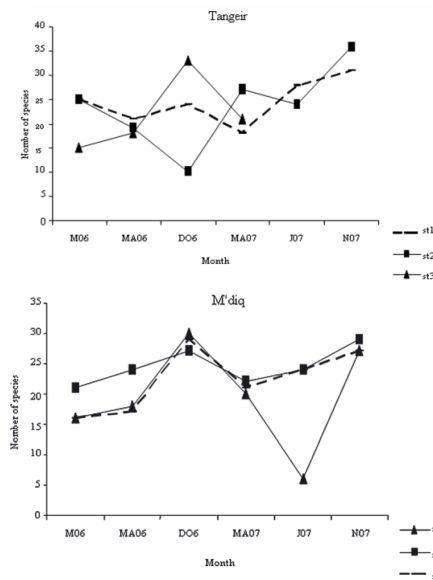 Tangeir
40
35
30
25
20
15
10
5
0
Nomber of species
M06 MA06 DO6 MA07 J07 N07
Month
st1
st2
st3
M'diq
35
30
25
20
15
10
5
0
Nomber of species
M06 MA06 DO6 MA07 J07 N07
Month